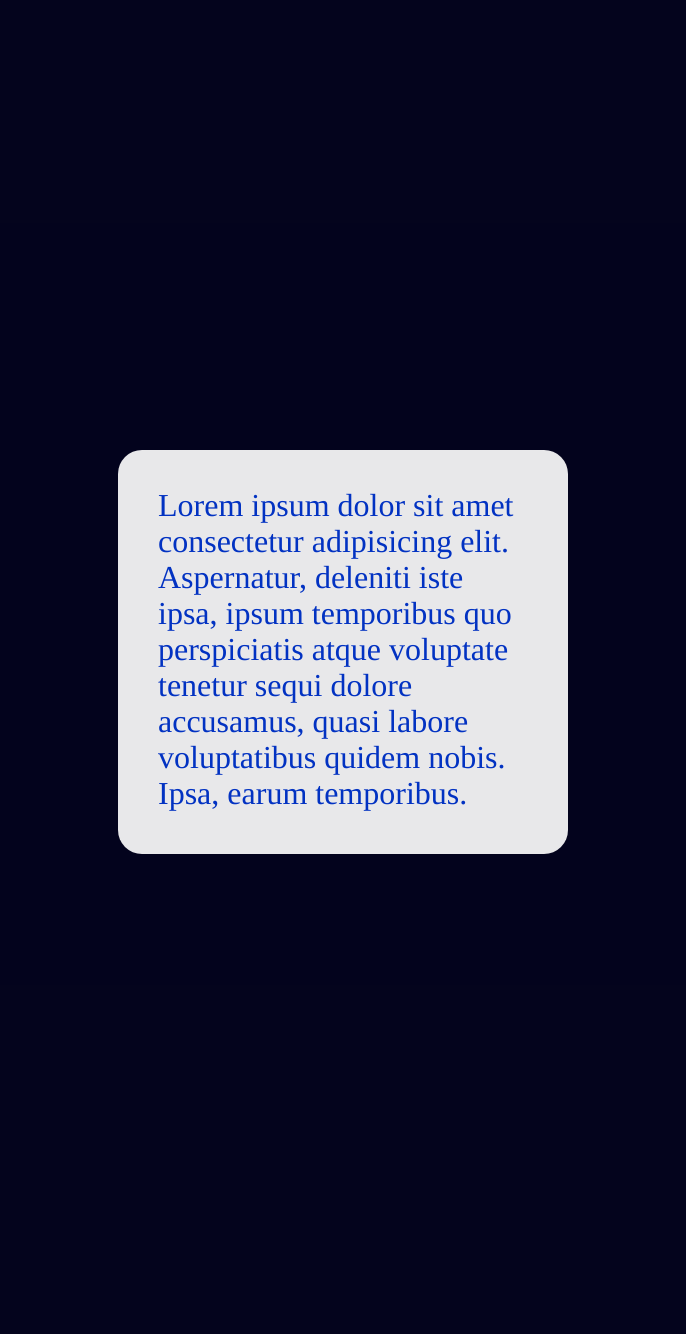 Lorem ipsum dolor sit amet
consectetur adipisicing elit.
Aspernatur, deleniti iste
ipsa, ipsum temporibus quo
perspiciatis atque voluptate
tenetur sequi dolore
accusamus, quasi labore
voluptatibus quidem nobis.
Ipsa, earum temporibus.